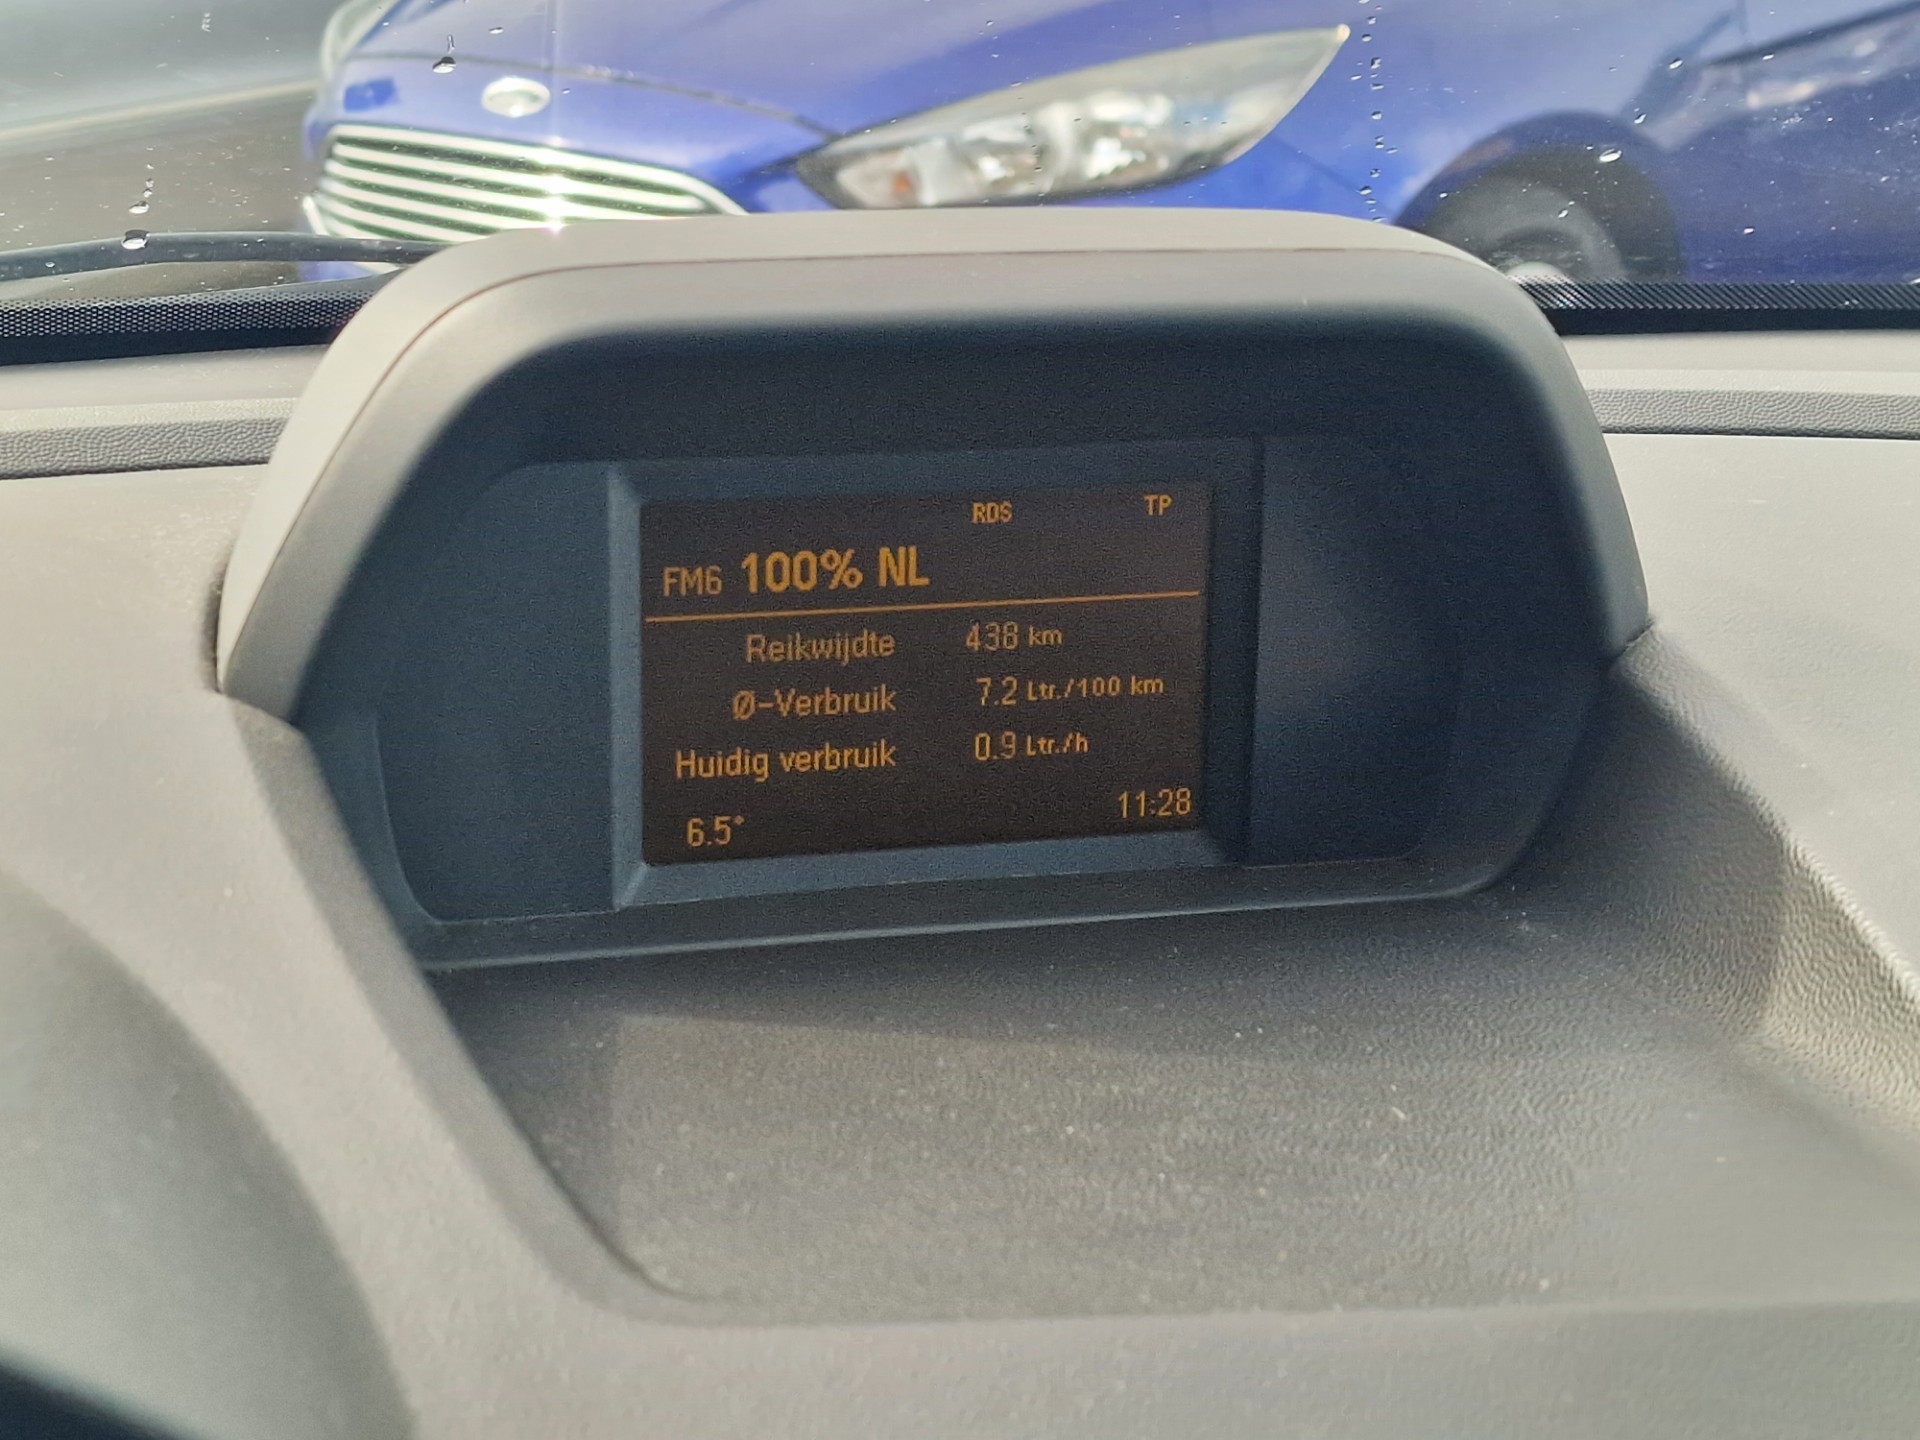 RDS TP
FM6 100% NL
Reikwijdte 438 km
Ø-Verbruik 7.2 Ltr./100 km
Huidig verbruik 0.9 Ltr./h
6.5° 11:28